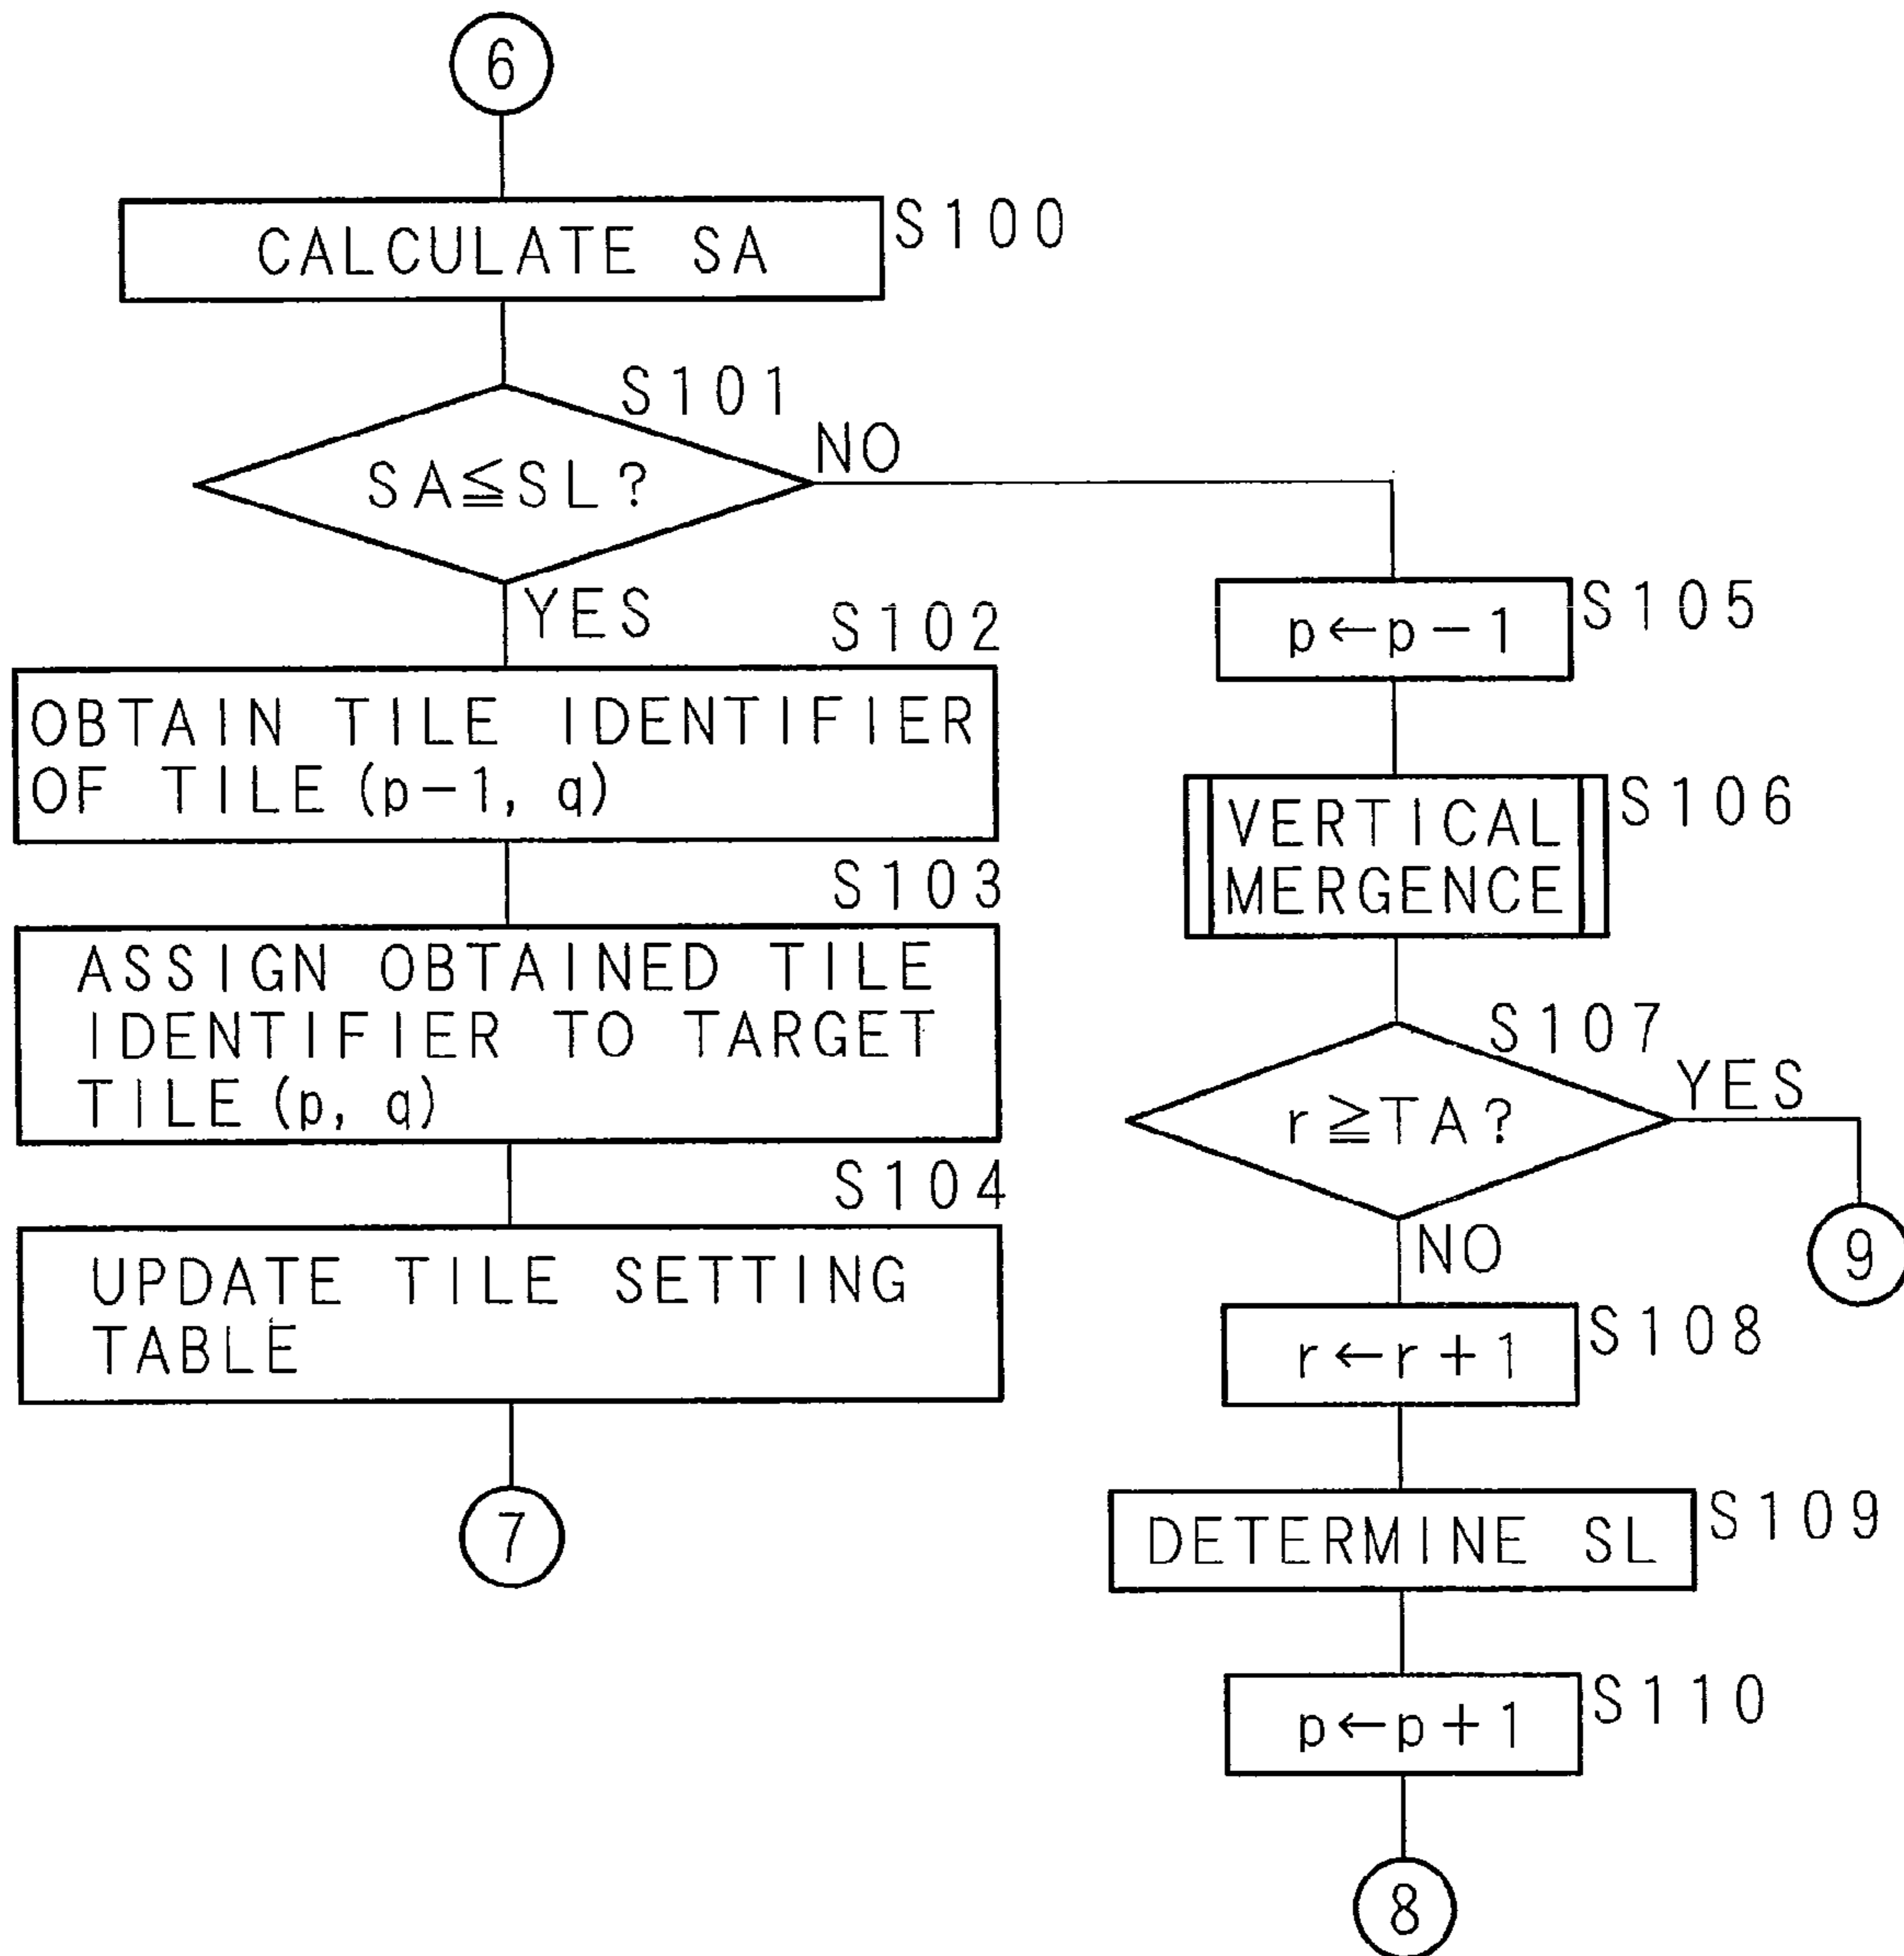 6
CALCULATE SA
S100
S101
SA≦SL?
NO
YES
S102
OBTAIN TILE IDENTIFIER
OF TILE (p-1, q)
S103
ASSIGN OBTAINED TILE
IDENTIFIER TO TARGET
TILE (p, q)
S104
UPDATE TILE SETTING
TABLE
7
p←p-1
S105
VERTICAL
MERGENCE
S106
S107
r≧TA?
YES
9
NO
r←r+1
S108
DETERMINE SL
S109
p←p+1
S110
8